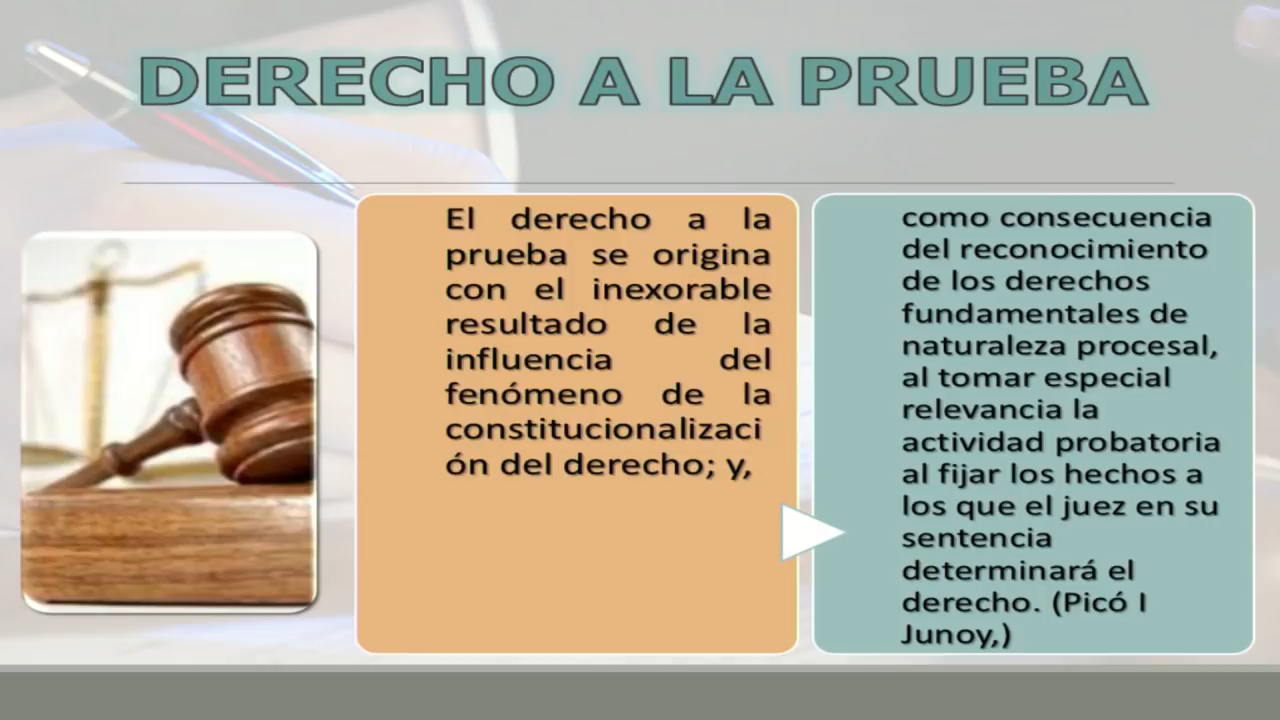 DERECHO A LA PRUEBA
El derecho a la
prueba se origina
con el inexorable
resultado de la
influencia del
fenómeno de la
constitucionalizaci
ón del derecho; y,
como consecuencia
del reconocimiento
de los derechos
fundamentales de
naturaleza procesal,
al tomar especial
relevancia la
actividad probatoria
al fijar los hechos a
los que el juez en su
sentencia
determinará el
derecho. (Picó I
Junoy,)